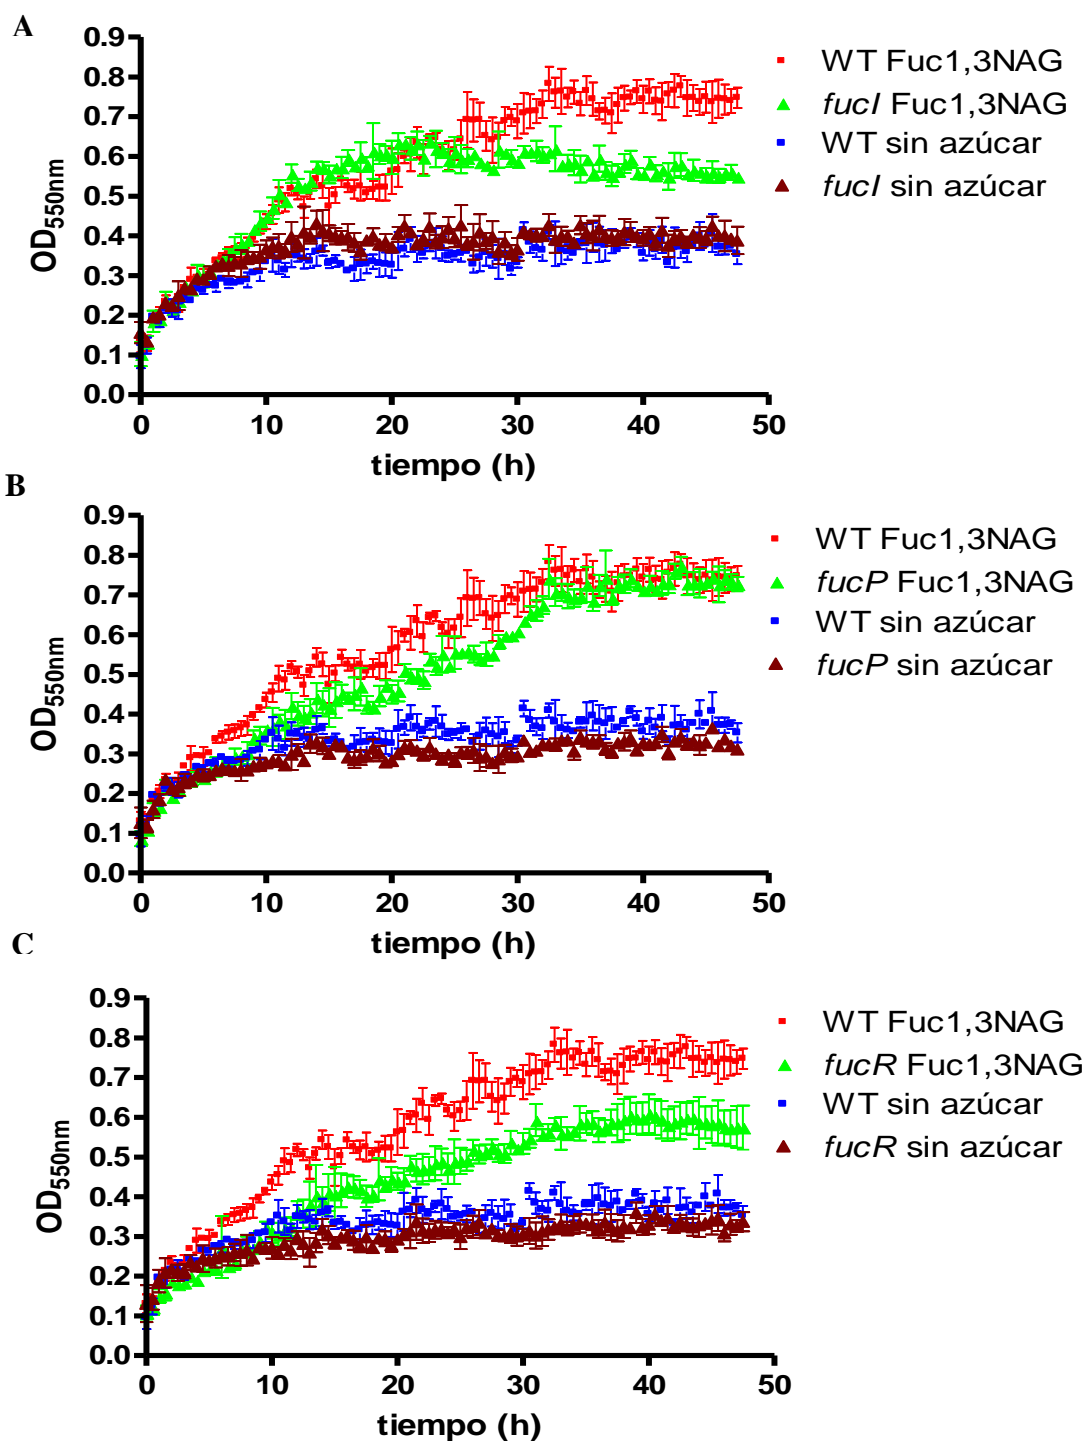 A
0.9
0.8
0.7
0.6
0.5
0.4
0.3
0.2
0.1
0.0
OD550nm
0 10 20 30 40 50
tiempo (h)
WT Fuc1,3NAG
fucI Fuc1,3NAG
WT sin azúcar
fucI sin azúcar
B
0.9
0.8
0.7
0.6
0.5
0.4
0.3
0.2
0.1
0.0
OD550nm
0 10 20 30 40 50
tiempo (h)
WT Fuc1,3NAG
fucP Fuc1,3NAG
WT sin azúcar
fucP sin azúcar
C
0.9
0.8
0.7
0.6
0.5
0.4
0.3
0.2
0.1
0.0
OD550nm
0 10 20 30 40 50
tiempo (h)
WT Fuc1,3NAG
fucR Fuc1,3NAG
WT sin azúcar
fucR sin azúcar